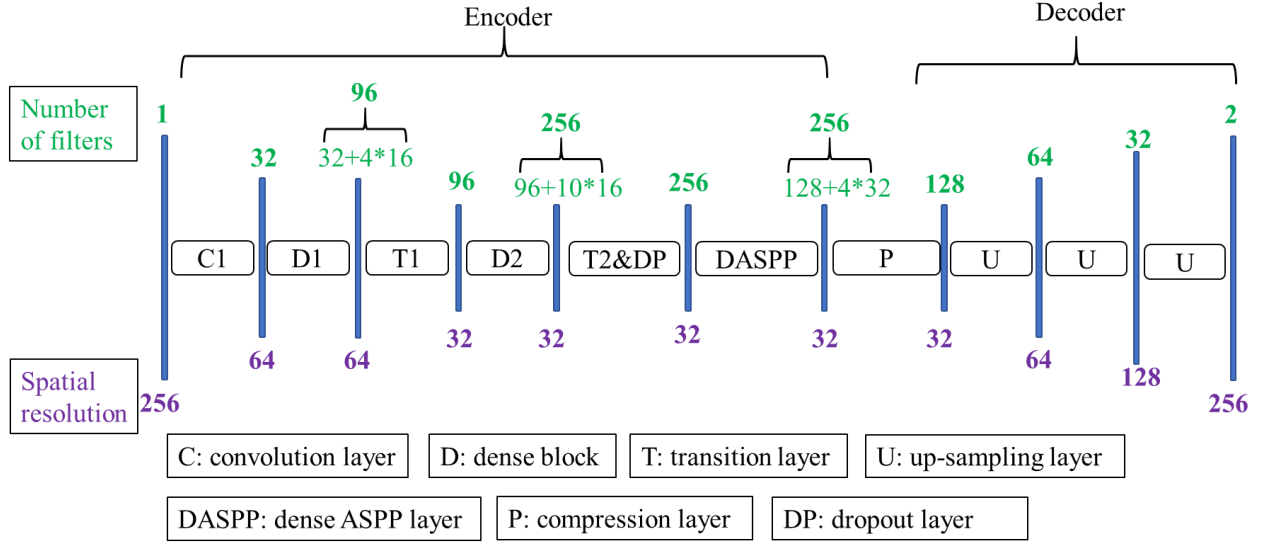 Encoder
Decoder
Number
of filters
1
32
96
32+4*16
96
256
96+10*16
256
256
128+4*32
128
64
32
2
C1
D1
T1
D2
T2&DP
DASPP
P
U
U
U
Spatial
resolution
256
64
64
32
32
32
32
32
64
128
256
C: convolution layer
D: dense block
T: transition layer
U: up-sampling layer
DASPP: dense ASPP layer
P: compression layer
DP: dropout layer